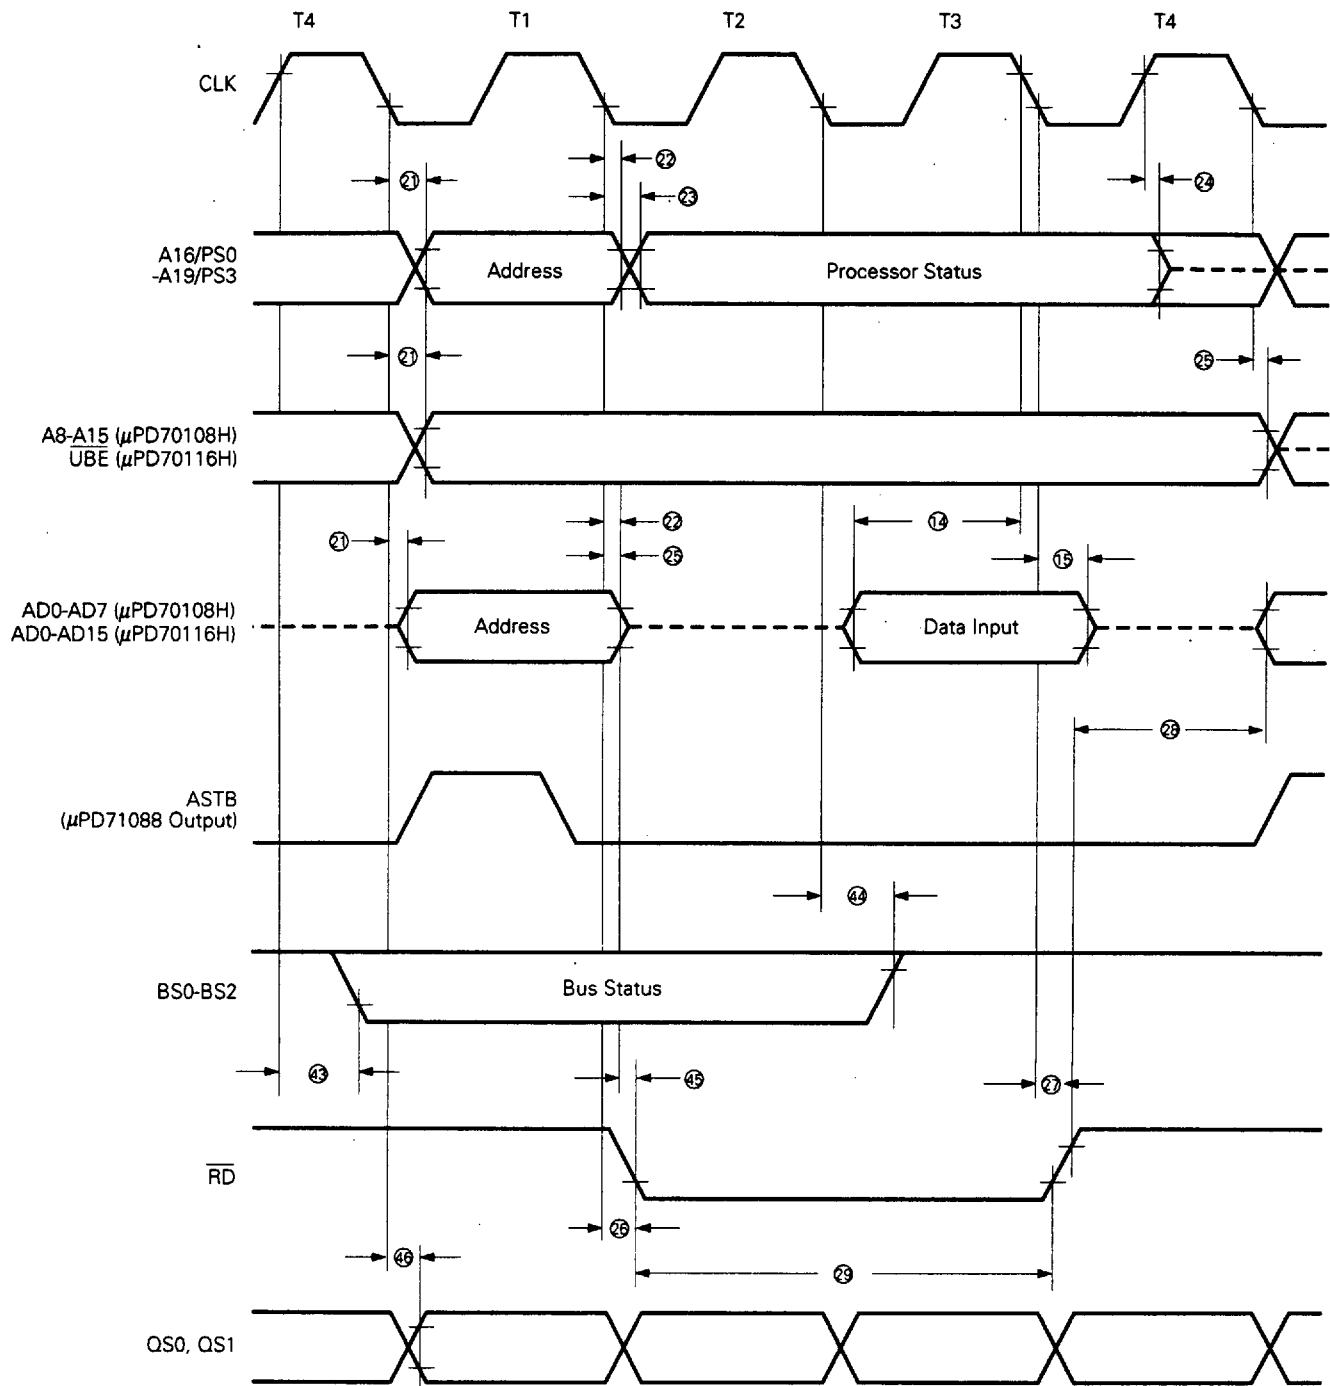 T4 T1 T2 T3 T4
CLK
㉒
㉑ ㉔
㉓
A16/PS0
-A19/PS3
Address
Processor Status
㉑ ㉕
A8-A15 (μPD70108H)
UBE (μPD70116H)
㉒ ⑭
㉑
㉕ ⑮
AD0-AD7 (μPD70108H)
AD0-AD15 (μPD70116H)
Address
Data Input
㉘
ASTB
(μPD71088 Output)
㊹
BS0-BS2
Bus Status
㊸ ㊺ ㉗
RD
㉖
㊻
㉙
QS0, QS1